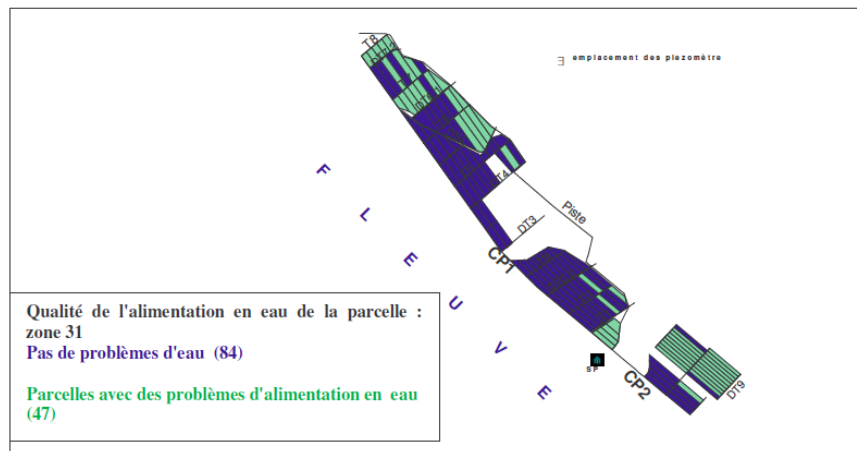 T8
∃ emplacement des piezomètre
F L E U V E
T4
Piste
DT3
CP1
Qualité de l'alimentation en eau de la parcelle :
zone 31
Pas de problèmes d'eau (84)
Parcelles avec des problèmes d'alimentation en eau
(47)
SP
CP2
DT9